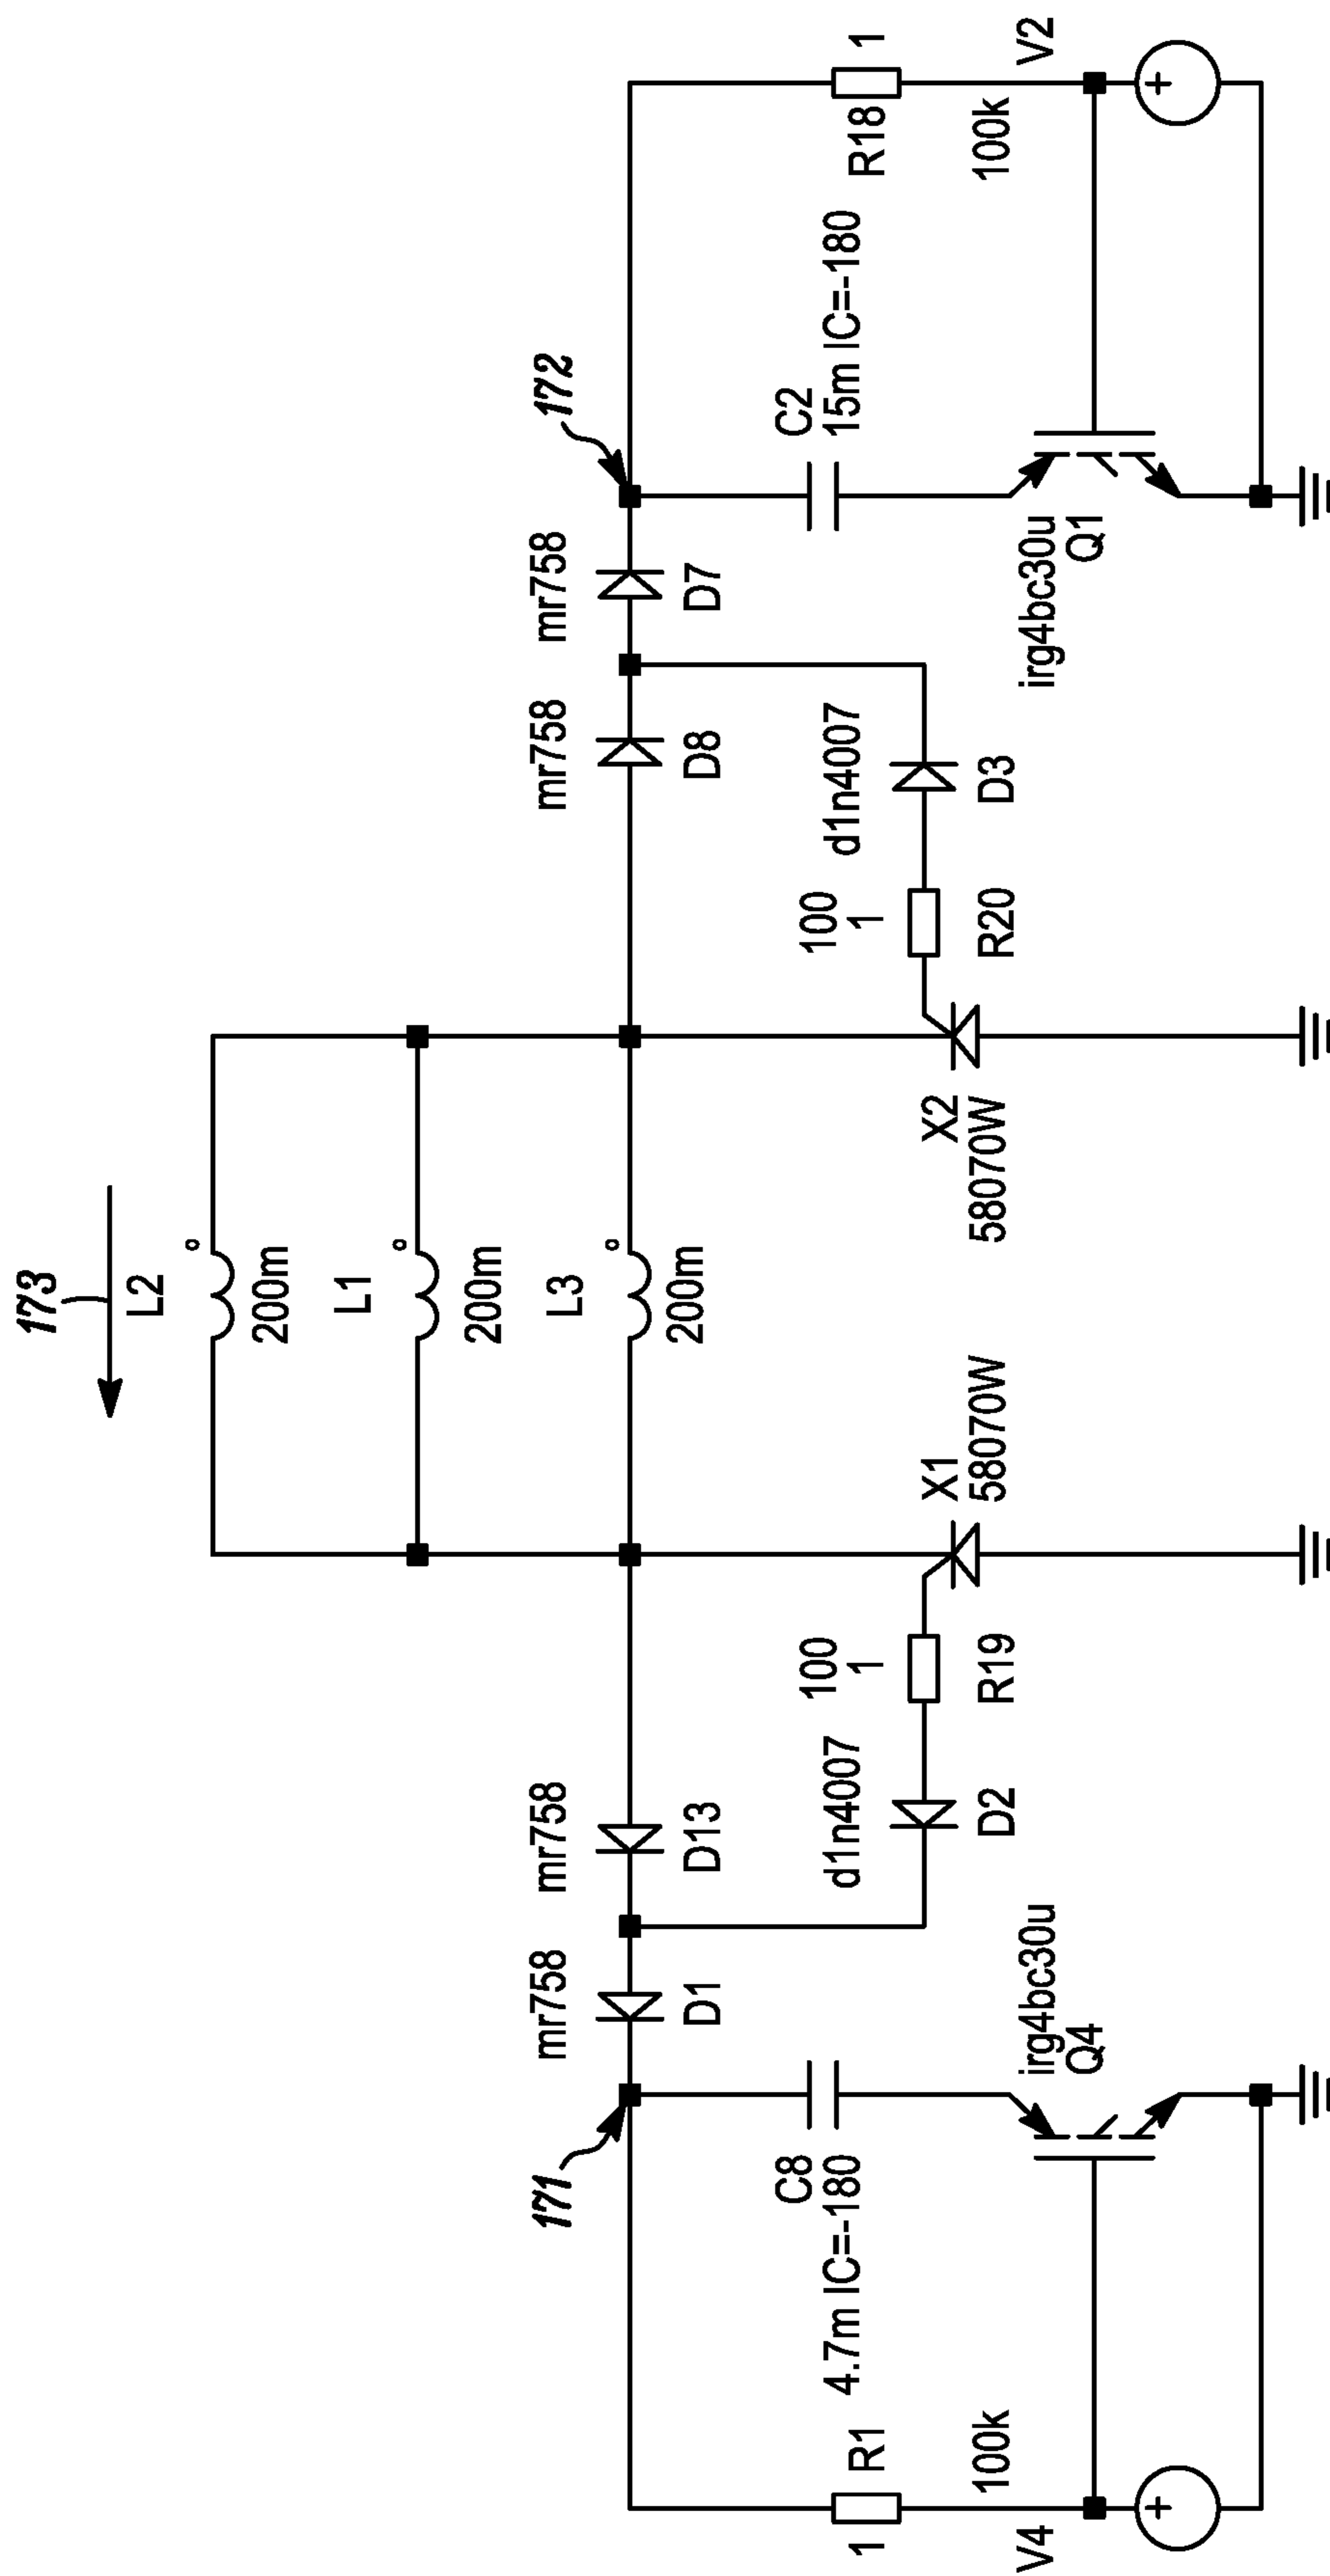 173
L2
200m
L1
200m
L3
200m
171
mr758
D1
mr758
D13
mr758
D8
mr758
D7
172
C8
4.7m IC=-180
R1
1
100k
V4
irg4bc30u
Q4
d1n4007
D2
100
1
R19
X1
58070W
X2
58070W
100
1
R20
d1n4007
D3
C2
15m IC=-180
irg4bc30u
Q1
R18
1
100k
V2